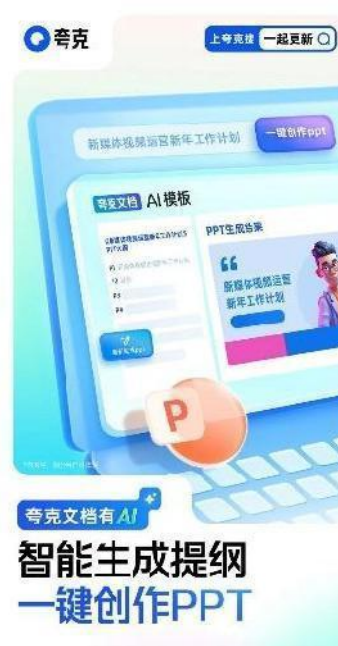 夸克
上夸克搜 一起更新
新媒体视频运营新年工作计划
一键创作ppt
夸克文档 AI模板
PPT生成结果
新媒体视频运营
新年工作计划
P
夸克文档有AI
智能生成提纲
一键创作PPT